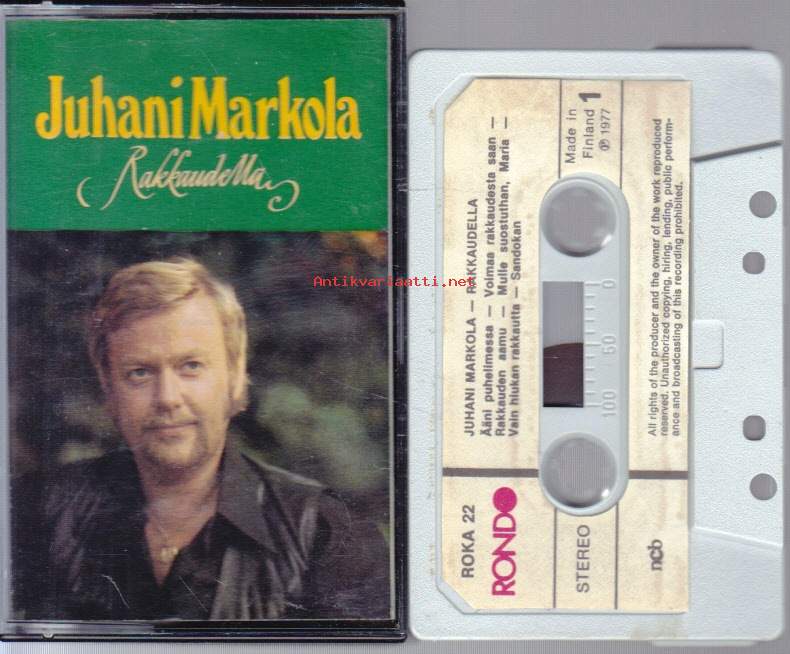 Juhani Markola
Rakkaudella
Antikvariaatti.net
Made in
Finland 1
℗ 1977
JUHANI MARKOLA — RAKKAUDELLA
Ääni puhelimessa — Voimaa rakkaudesta saan —
Rakkauden aamu — Mulle suostuthan, Maria —
Vain hiukan rakkautta — Sandokan
0
50
100
All rights of the producer and the owner of the work reproduced
reserved. Unauthorized copying, hiring, lending, public perform-
ance and broadcasting of this recording prohibited.
ROKA 22
RONDO
STEREO
ncb